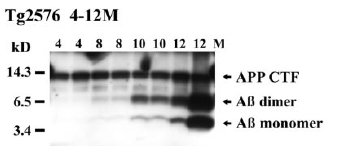 Tg2576 4-12M
kD 4 4 8 8 10 10 12 12 M
14.3 APP CTF
6.5 Aß dimer
3.4 Aß monomer